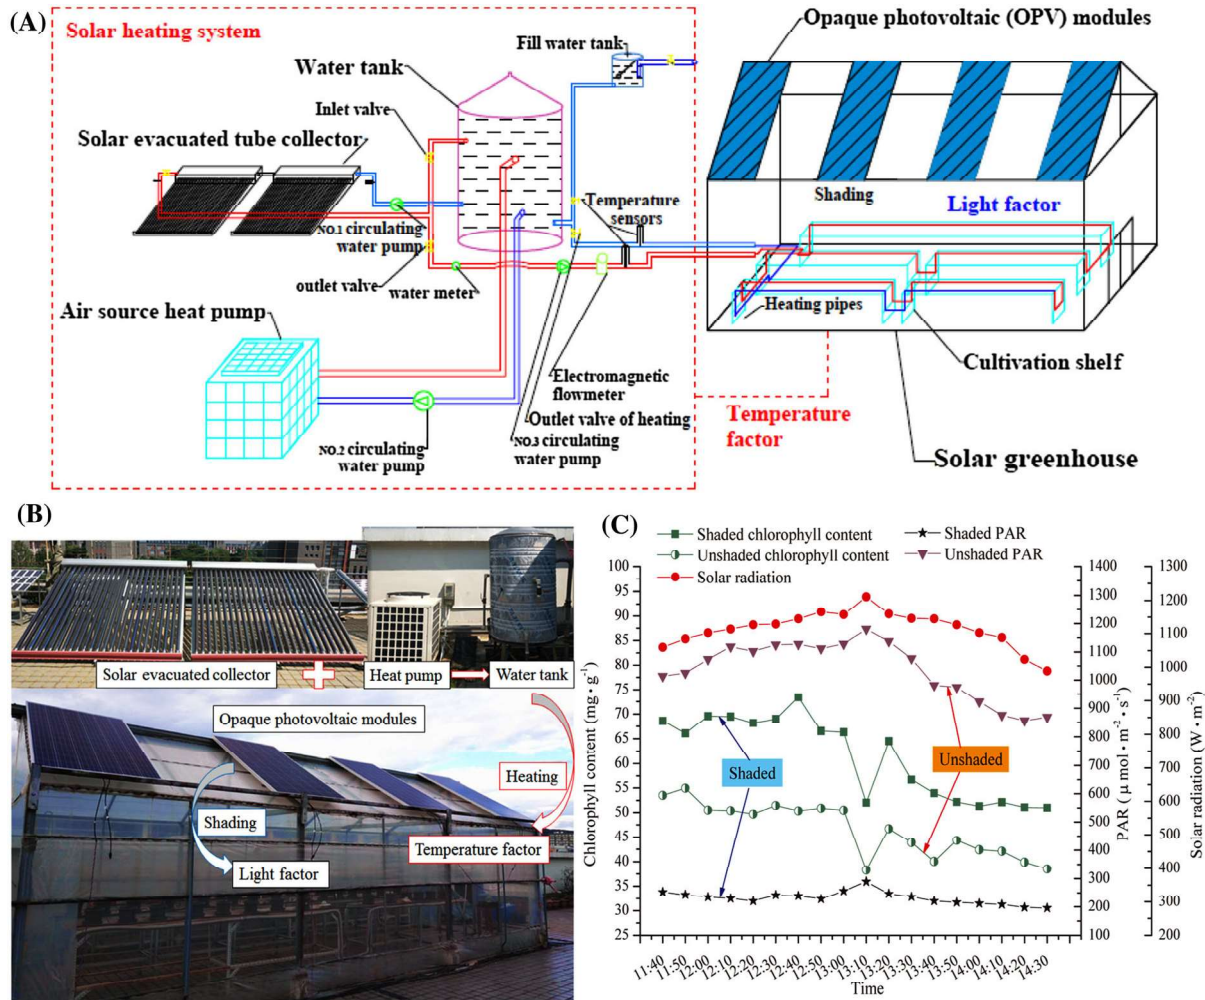 (A)
Solar heating system
Fill water tank
Opaque photovoltaic (OPV) modules
Water tank
Inlet valve
Solar evacuated tube collector
Temperature
sensors
Shading
Light factor
NO.1 circulating
water pump
outlet valve
water meter
Heating pipes
Air source heat pump
Cultivation shelf
Electromagnetic
flowmeter
Outlet valve of heating
Temperature
factor
NO.2 circulating
water pump
NO.3 circulating
water pump
Solar greenhouse
(B)
Solar evacuated collector
Heat pump
Water tank
Opaque photovoltaic modules
Heating
Shading
Temperature factor
Light factor
(C)
Shaded chlorophyll content
Shaded PAR
Unshaded chlorophyll content
Unshaded PAR
Solar radiation
Chlorophyll content (mg • g⁻¹)
100
95
90
85
80
75
70
65
60
55
50
45
40
35
30
25
Shaded
Unshaded
1400
1300
1200
1100
1000
900
800
700
600
500
400
300
200
100
PAR ( μ mol • m⁻² • s⁻¹)
1300
1200
1100
1000
900
800
700
600
500
400
300
200
Solar radiation (W • m⁻²)
11:40
11:50
12:00
12:10
12:20
12:30
12:40
12:50
13:00
13:10
13:20
13:30
13:40
13:50
14:00
14:10
14:20
14:30
Time